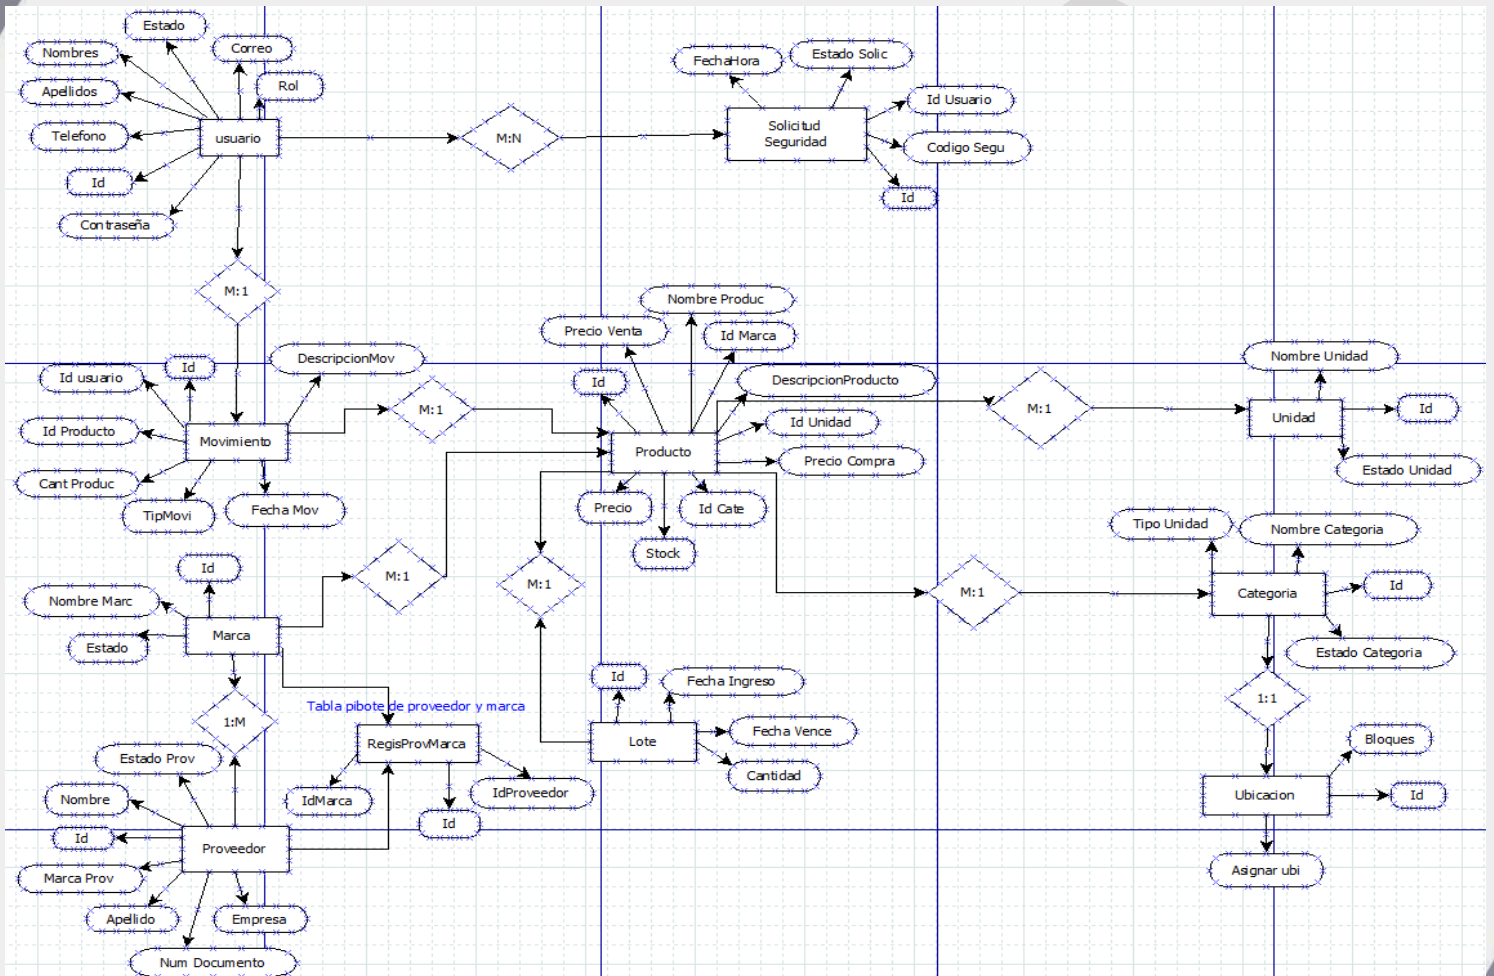 Estado
Nombres
Correo
Apellidos
Rol
Telefono
usuario
Id
Contraseña
M:N
FechaHora
Estado Solic
Id Usuario
Solicitud
Seguridad
Codigo Segu
Id
M:1
Id usuario
Id
DescripcionMov
Id Producto
Movimiento
Cant Produc
TipMovi
Fecha Mov
M:1
Nombre Produc
Precio Venta
Id Marca
Id
DescripcionProducto
Id Unidad
Producto
Precio Compra
Precio
Id Cate
Stock
M:1
Nombre Unidad
Unidad
Id
Estado Unidad
Tipo Unidad
Nombre Categoria
M:1
Categoria
Id
Estado Categoria
1:1
Bloques
Ubicacion
Id
Asignar ubi
Id
Nombre Marc
Marca
Estado
M:1
M:1
1:M
Tabla pibote de proveedor y marca
RegisProvMarca
IdMarca
Id
IdProveedor
Id
Fecha Ingreso
Lote
Fecha Vence
Cantidad
Estado Prov
Nombre
Id
Proveedor
Marca Prov
Apellido
Empresa
Num Documento